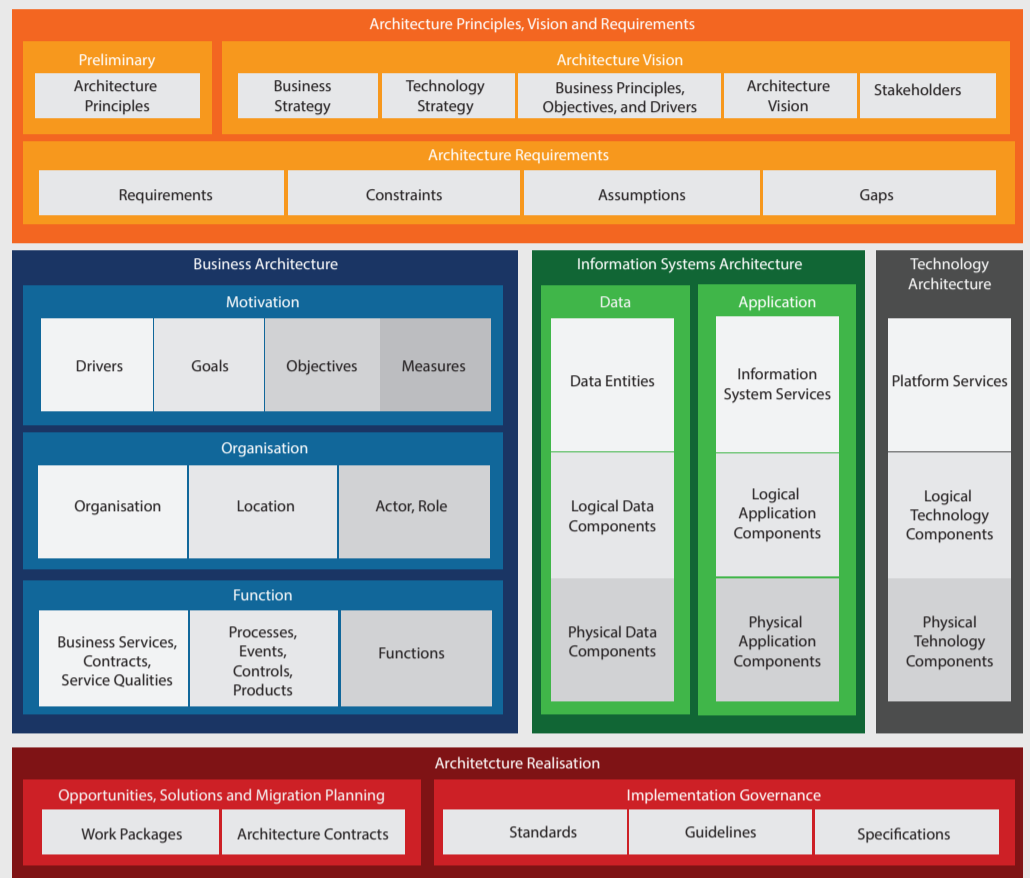 Architecture Principles, Vision and Requirements
Preliminary
Architecture
Principles
Architecture Vision
Business
Strategy
Technology
Strategy
Business Principles,
Objectives, and Drivers
Architecture
Vision
Stakeholders
Architecture Requirements
Requirements
Constraints
Assumptions
Gaps
Business Architecture
Motivation
Drivers
Goals
Objectives
Measures
Organisation
Organisation
Location
Actor, Role
Function
Business Services,
Contracts,
Service Qualities
Processes,
Events,
Controls,
Products
Functions
Information Systems Architecture
Data
Data Entities
Logical Data
Components
Physical Data
Components
Application
Information
System Services
Logical
Application
Components
Physical
Application
Components
Technology
Architecture
Platform Services
Logical
Technology
Components
Physical
Tehnology
Components
Architetcture Realisation
Opportunities, Solutions and Migration Planning
Work Packages
Architecture Contracts
Implementation Governance
Standards
Guidelines
Specifications